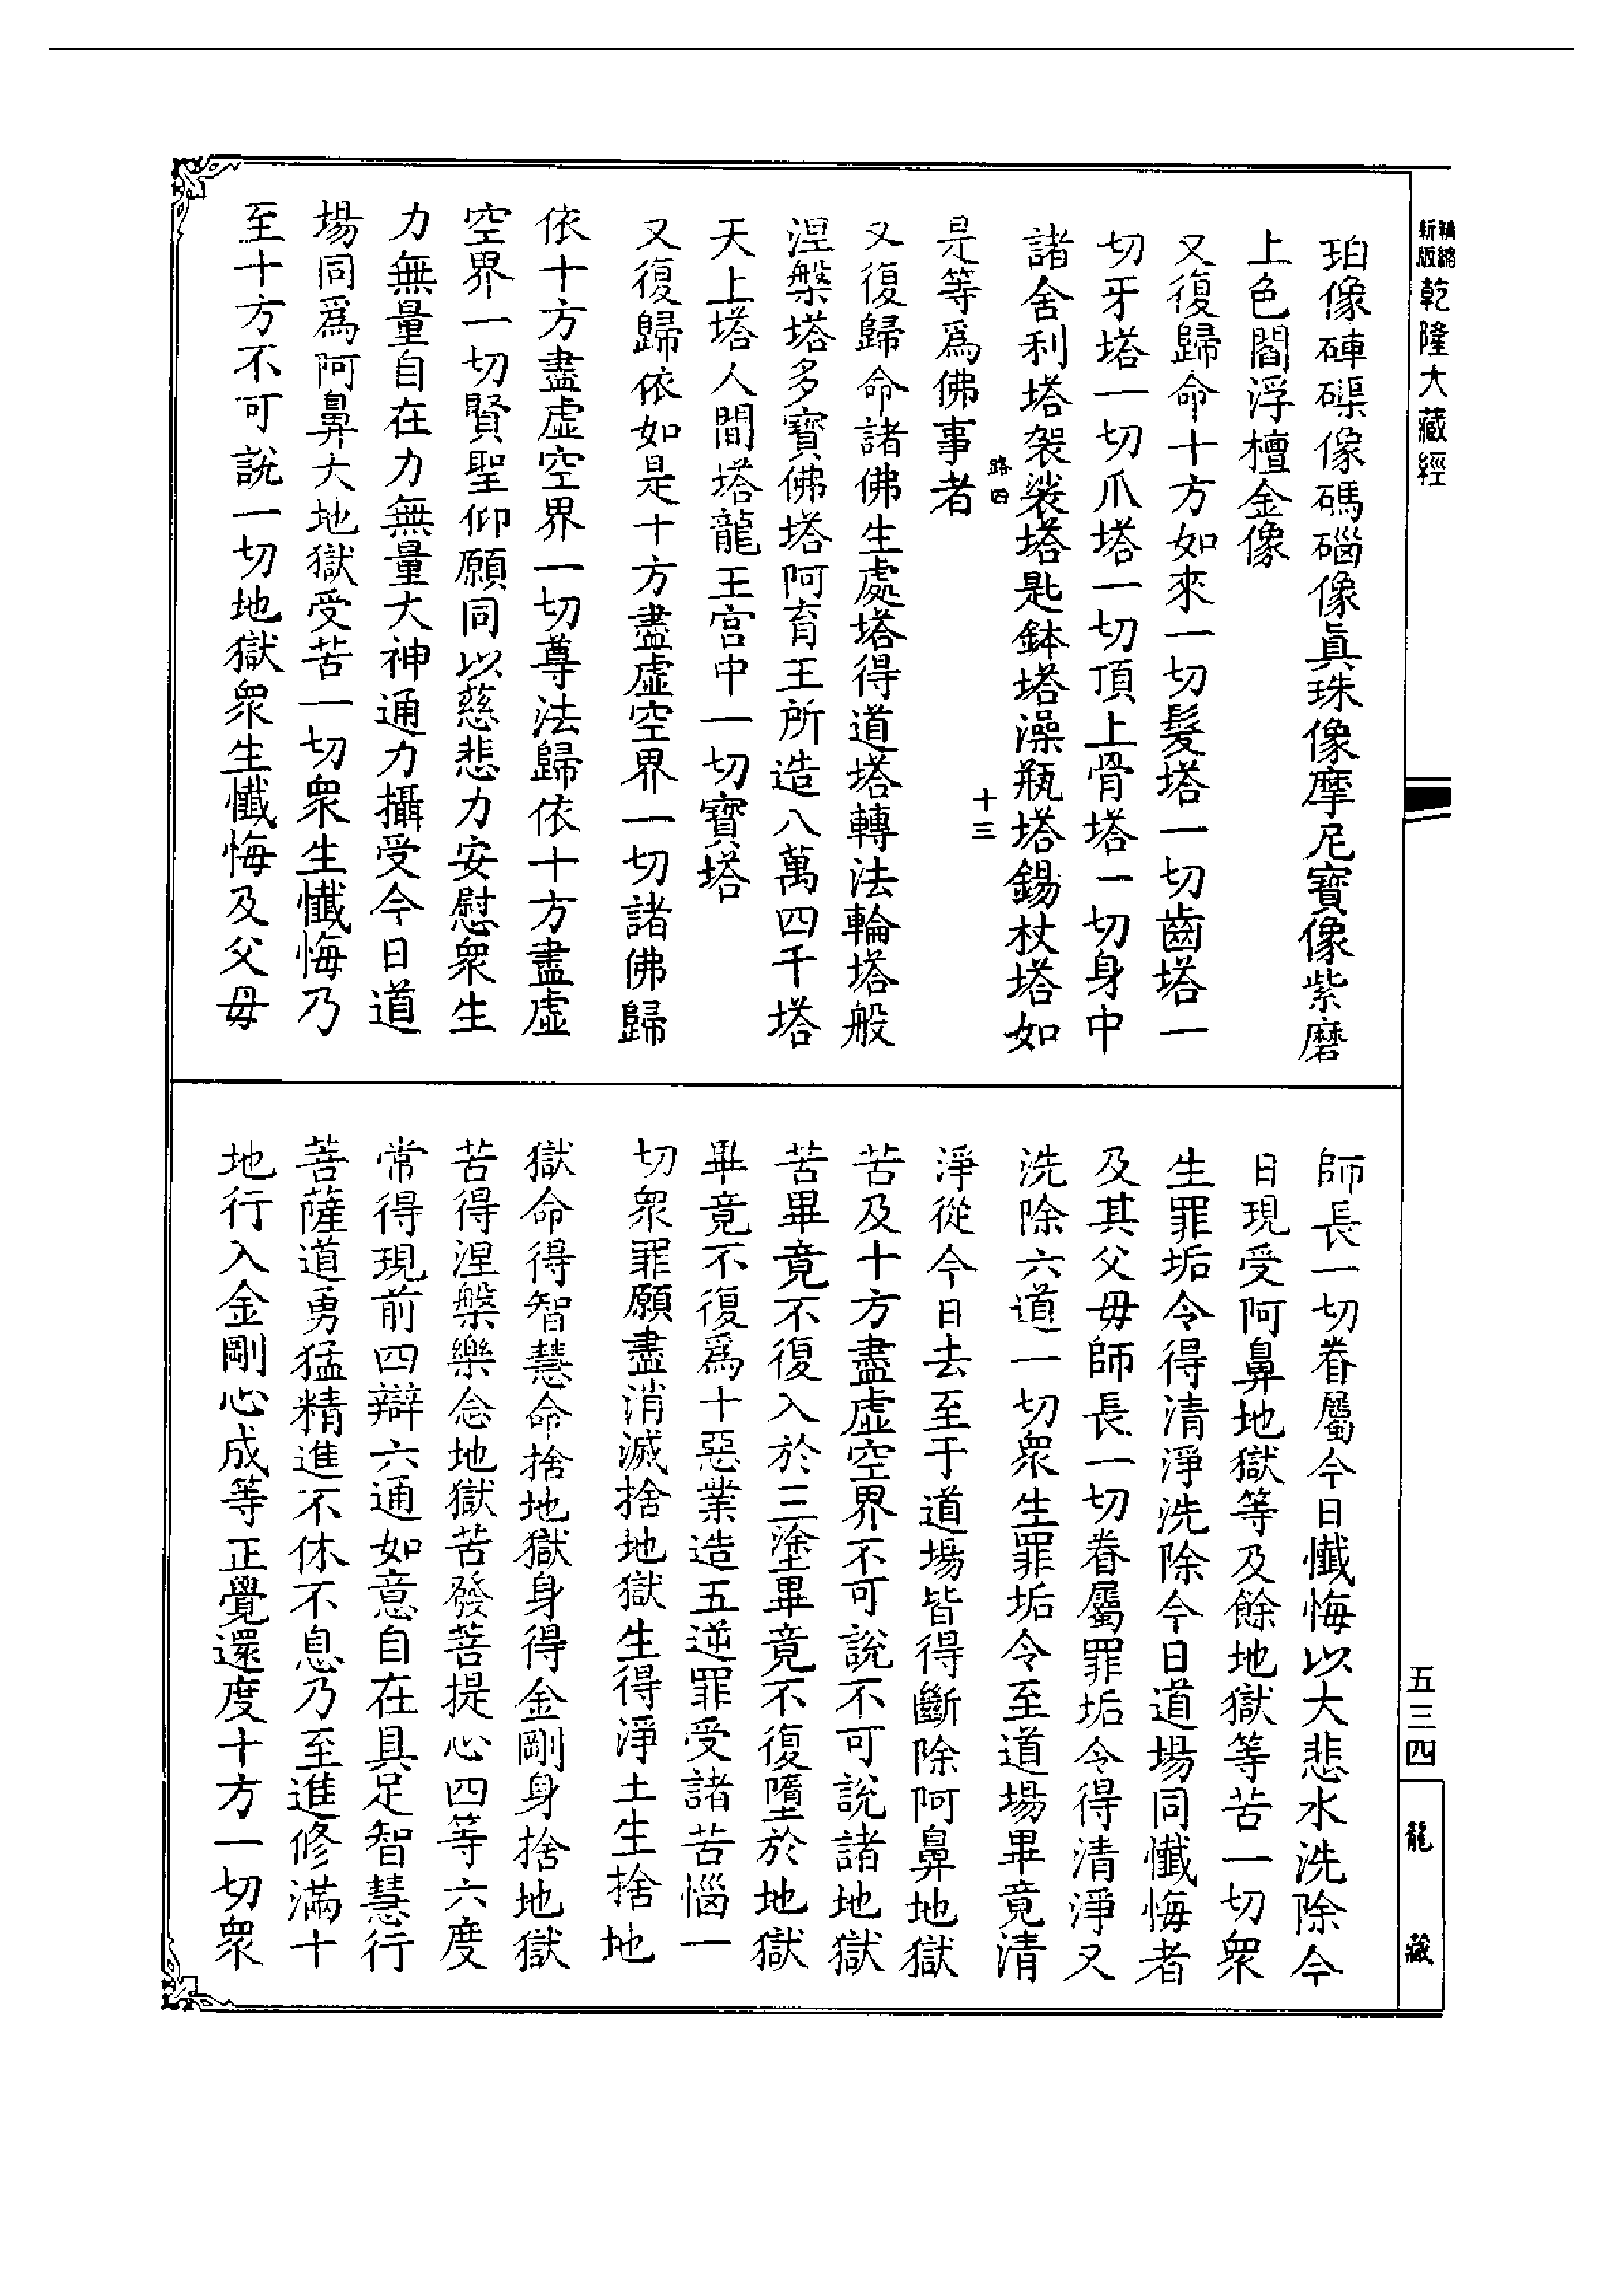 精縮
新版
乾隆大藏經
珀像硨磲像碼碯像真珠像摩尼寶像紫磨
上色閻浮檀金像
又復歸命十方如來一切髮塔一切齒塔一
切牙塔一切爪塔一切頂上骨塔一切身中
諸舍利塔袈裟塔匙鉢塔澡瓶塔錫杖塔如
路四
十三
是等爲佛事者
又復歸命諸佛生處塔得道塔轉法輪塔般
涅槃塔多寶佛塔阿育王所造八萬四千塔
天上塔人間塔龍王宮中一切寶塔
又復歸依如是十方盡虛空界一切諸佛歸
依十方盡虛空界一切尊法歸依十方盡虛
空界一切賢聖仰願同以慈悲力安慰眾生
力無量自在力無量大神通力攝受今日道
場同爲阿鼻大地獄受苦一切眾生懺悔乃
至十方不可說一切地獄眾生懺悔及父母
師長一切眷屬今日懺悔以大悲水洗除今
日現受阿鼻地獄等及餘地獄等苦一切眾
生罪垢令得清淨洗除今日道場同懺悔者
及其父母師長一切眷屬罪垢令得清淨又
洗除六道一切眾生罪垢令至道場畢竟清
淨從今日去至于道場皆得斷除阿鼻地獄
苦及十方盡虛空界不可說不可說諸地獄
苦畢竟不復入於三塗畢竟不復墮於地獄
畢竟不復爲十惡業造五逆罪受諸苦惱一
切眾罪願盡消滅捨地獄生得淨土生捨地
獄命得智慧命捨地獄身得金剛身捨地獄
苦得涅槃樂念地獄苦發菩提心四等六度
常得現前四辯六通如意自在具足智慧行
菩薩道勇猛精進不休不息乃至進修滿十
地行入金剛心成等正覺還度十方一切眾
五三四
龍藏